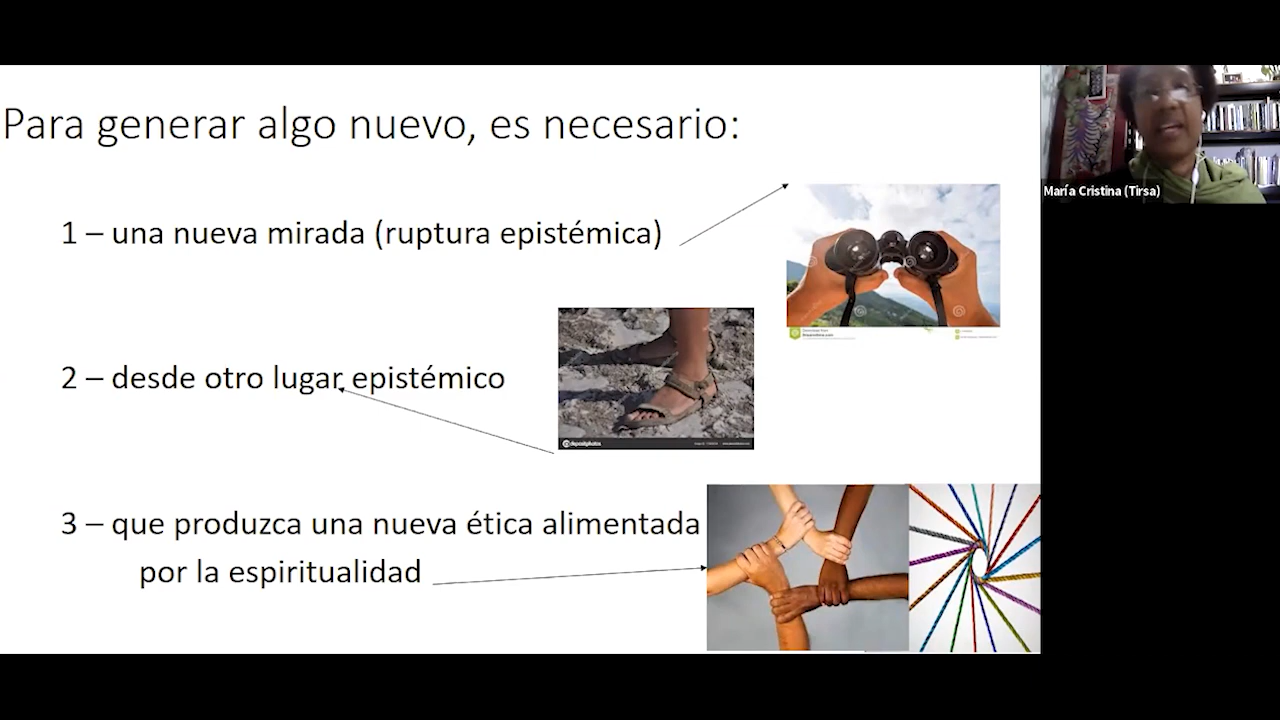 Para generar algo nuevo, es necesario:
1 – una nueva mirada (ruptura epistémica)
María Cristina (Tirsa)
2 – desde otro lugar epistémico
depositphotos
3 – que produzca una nueva ética alimentada
por la espiritualidad